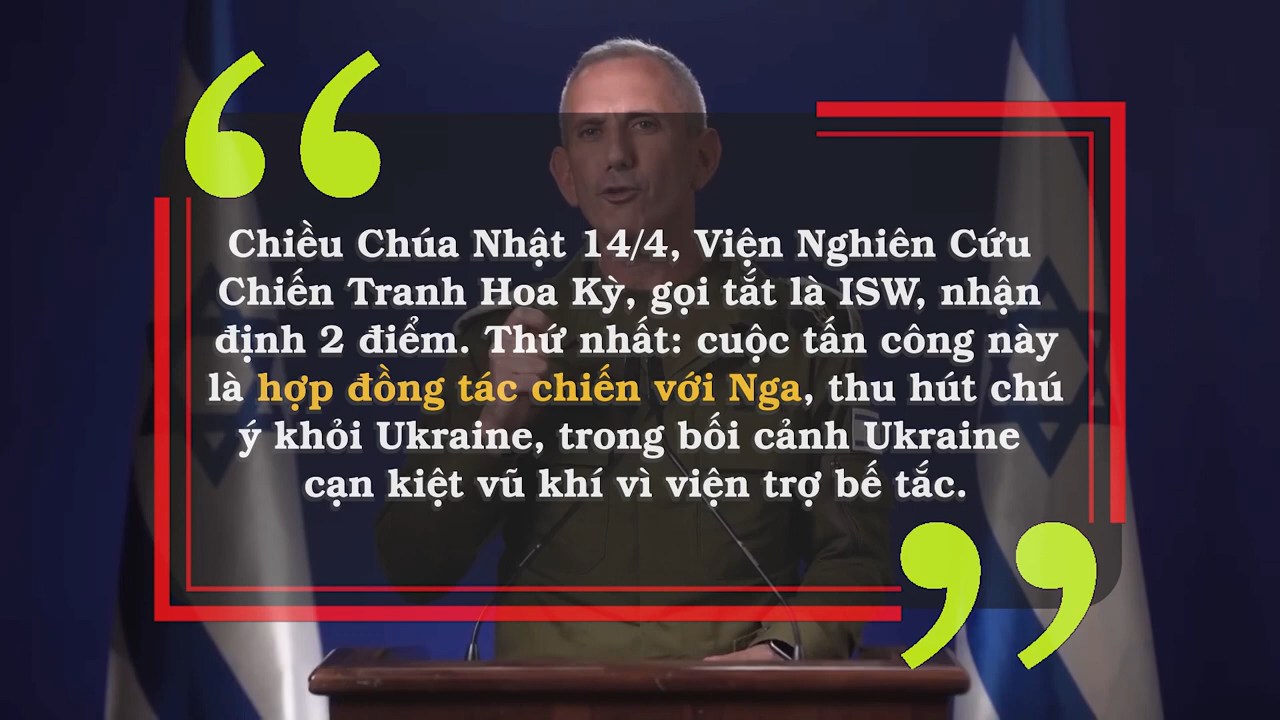 Chiều Chúa Nhật 14/4, Viện Nghiên Cứu
Chiến Tranh Hoa Kỳ, gọi tắt là ISW, nhận
định 2 điểm. Thứ nhất: cuộc tấn công này
là hợp đồng tác chiến với Nga, thu hút chú
ý khỏi Ukraine, trong bối cảnh Ukraine
cạn kiệt vũ khí vì viện trợ bế tắc.